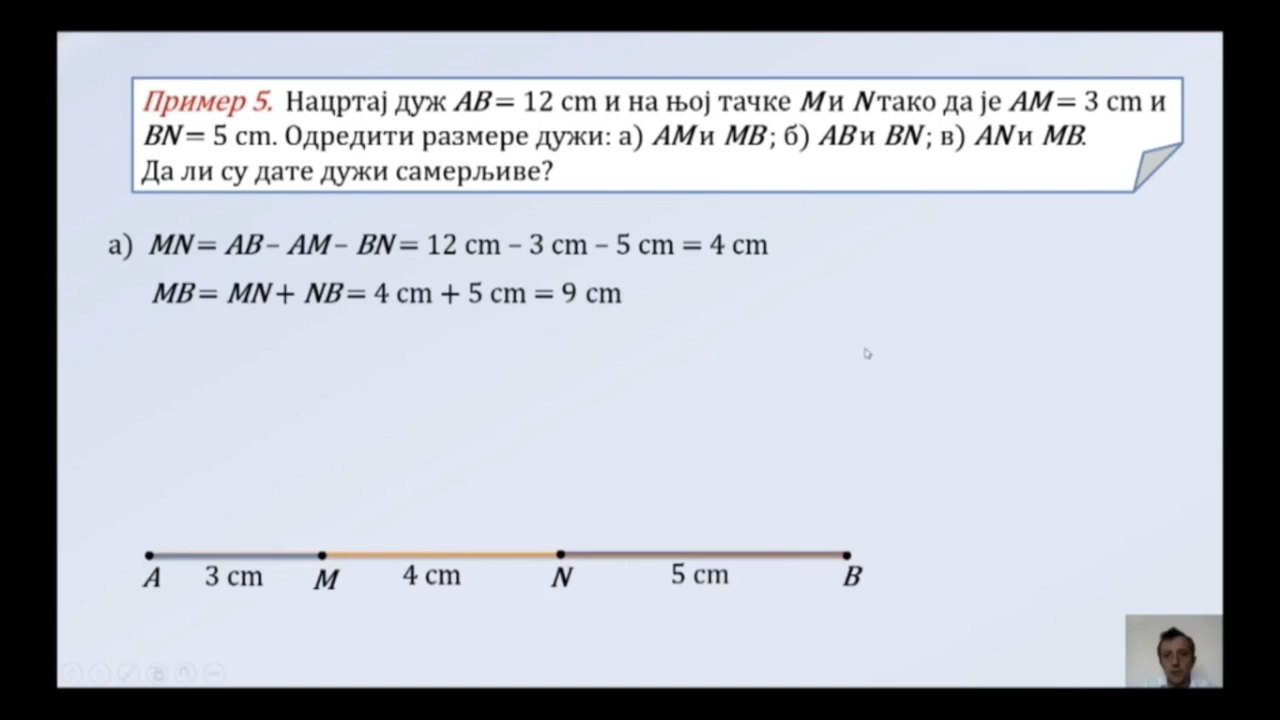 Пример 5. Нацртај дуж AB = 12 cm и на њој тачке M и N тако да је AM = 3 cm и
BN = 5 cm. Одредити размере дужи: а) AM и MB; б) AB и BN; в) AN и MB.
Да ли су дате дужи самерљиве?
а) MN = AB – AM – BN = 12 cm – 3 cm – 5 cm = 4 cm
MB = MN + NB = 4 cm + 5 cm = 9 cm
A 3 cm M 4 cm N 5 cm B